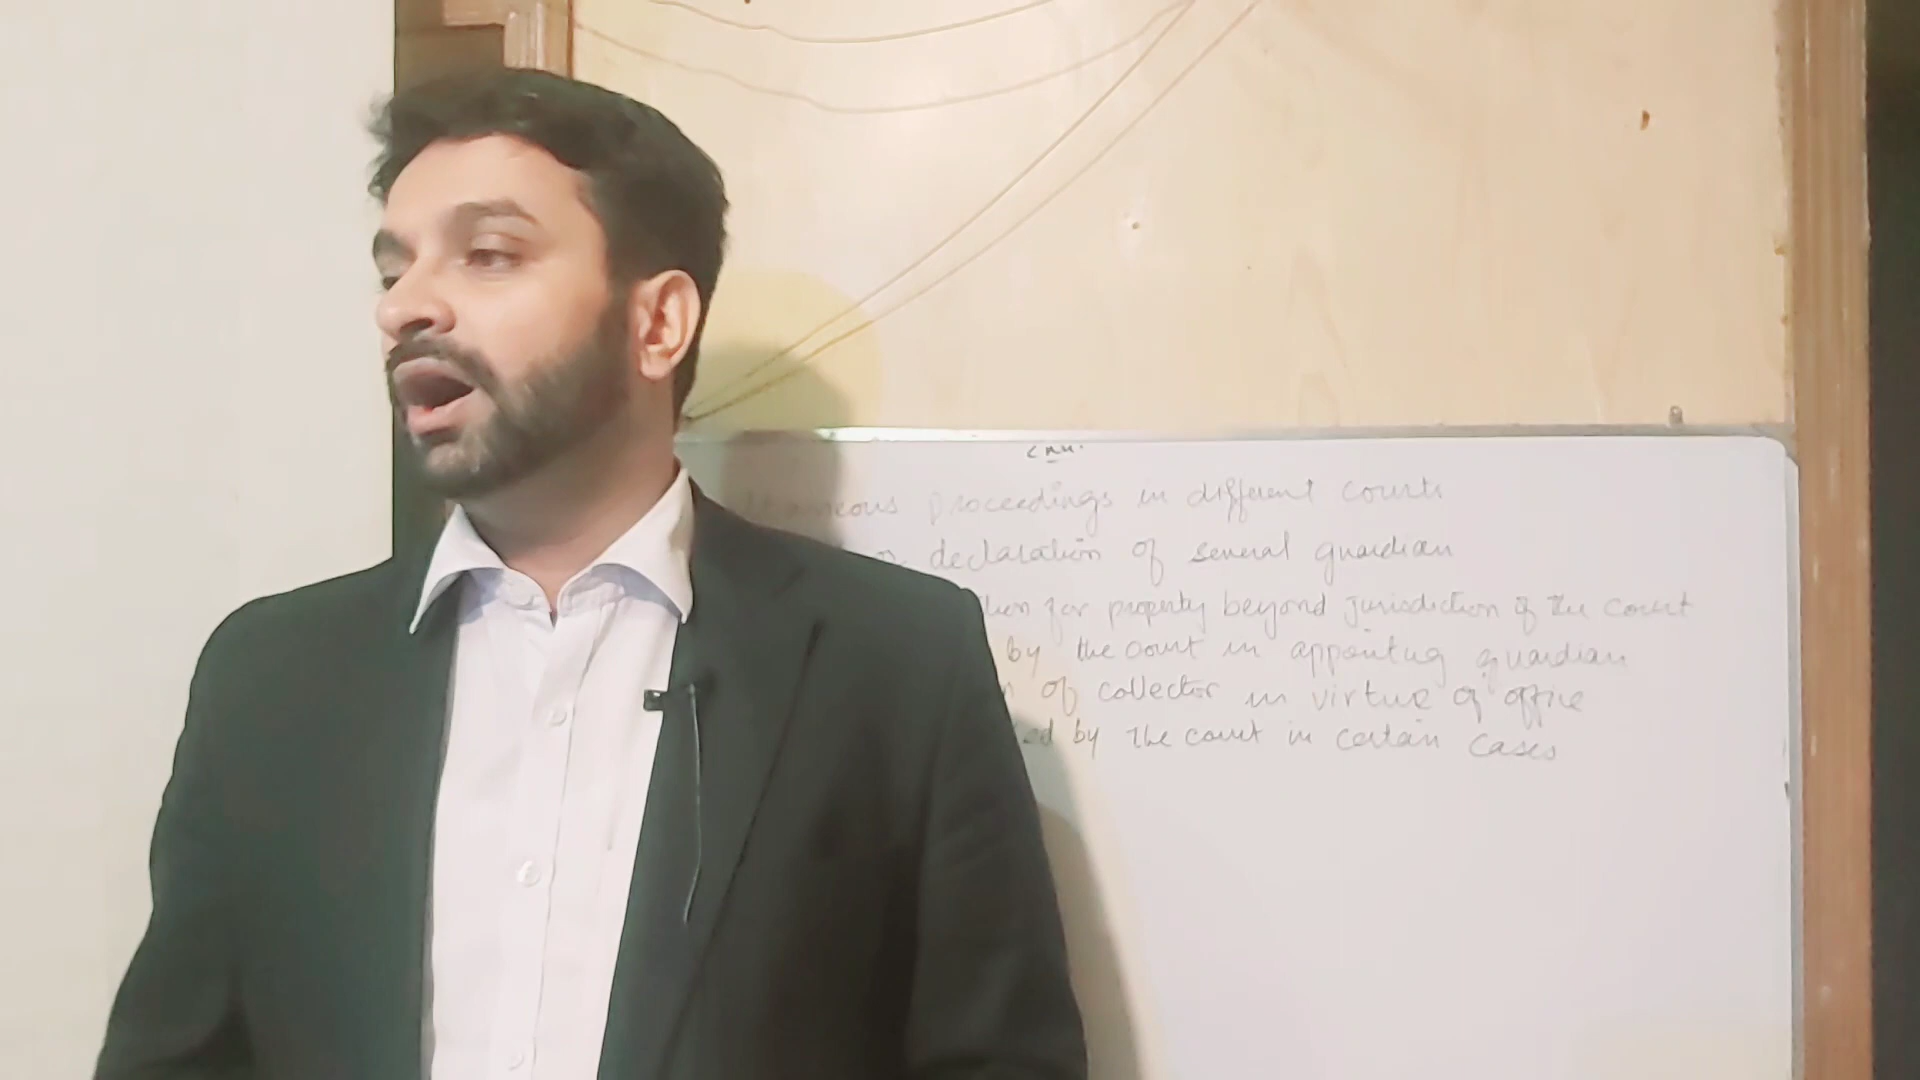 proceedings in different courts
declaration of several guardian
for property beyond jurisdiction of the court
by the court in appointing guardian
of collector in virtue of office
by the court in certain cases